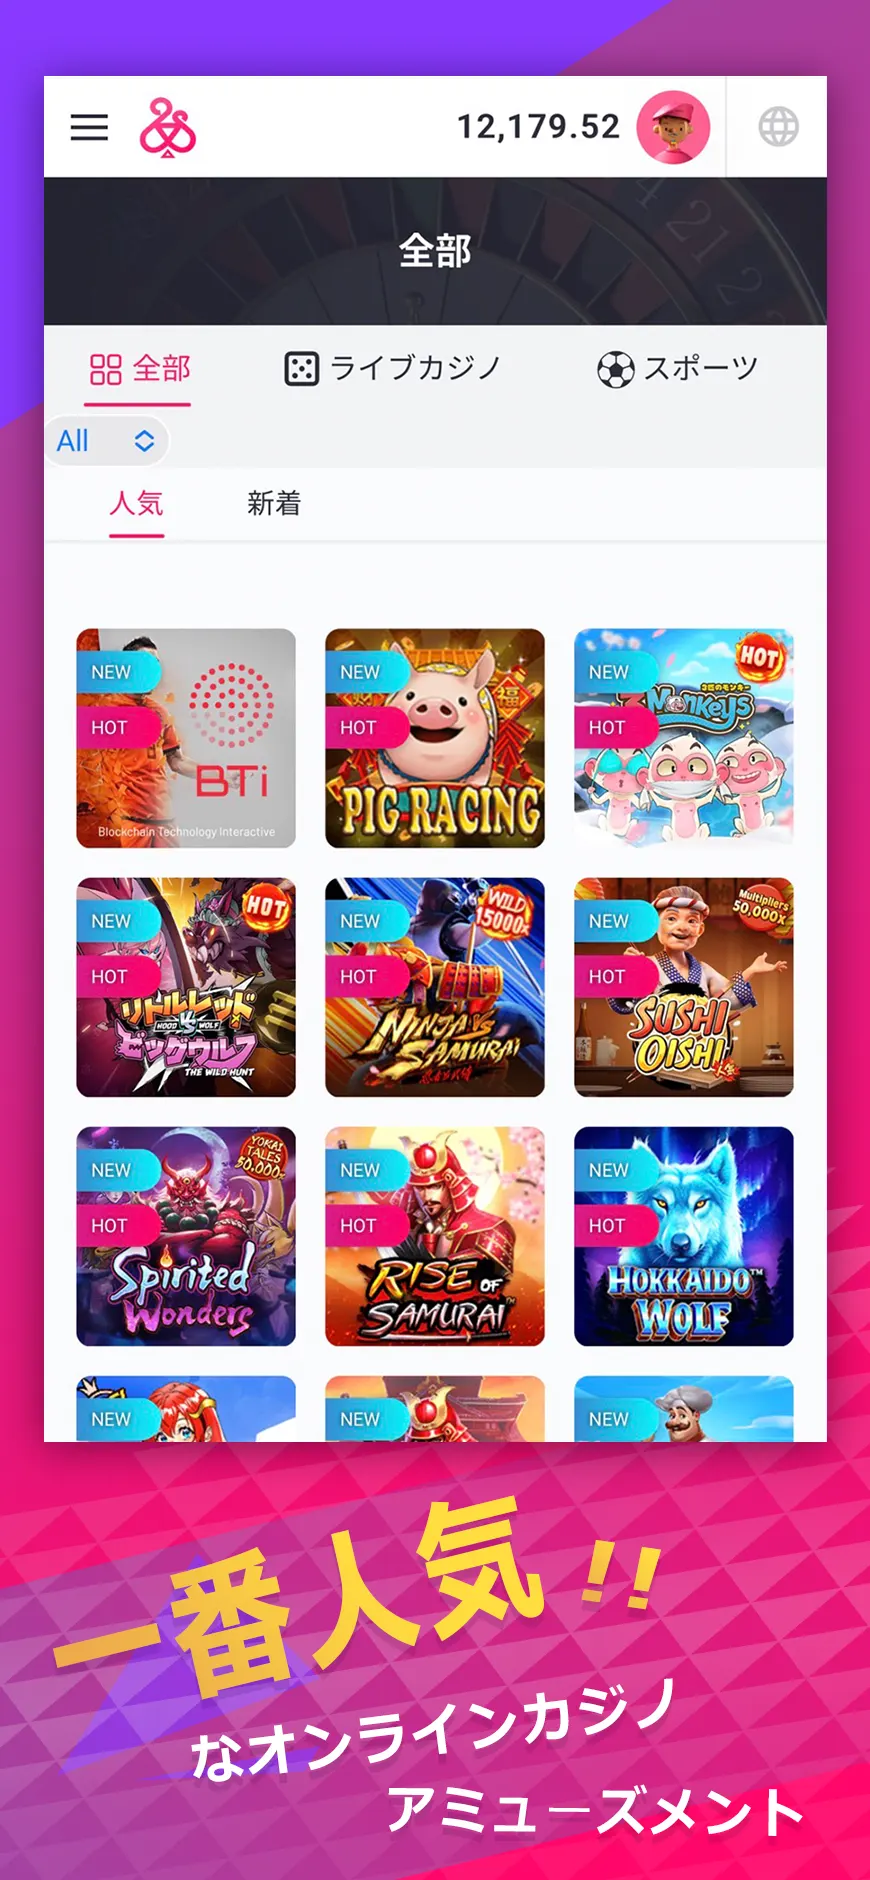 12,179.52
全部
全部 ライブカジノ スポーツ
All
人気 新着
NEW
HOT
BTi
Blockchain Technology Interactive
NEW
HOT
PIG RACING
NEW
HOT
HOT
3匹のモンキー
3 Monkeys
NEW
HOT
HOT
リトルレッド
HOOD VS WOLF
ビッグウルフ
THE WILD HUNT
NEW
HOT
WILD
15000x
NINJA VS
SAMURAI
NEW
HOT
Multipliers
50,000x
SUSHI
OISHI
NEW
HOT
YOKAI
TALES
50,000x
Spirited
Wonders
NEW
HOT
RISE OF
SAMURAI™
NEW
HOT
HOKKAIDO™
WOLF
NEW
NEW
NEW
一番人気!!
なオンラインカジノ
アミューズメント